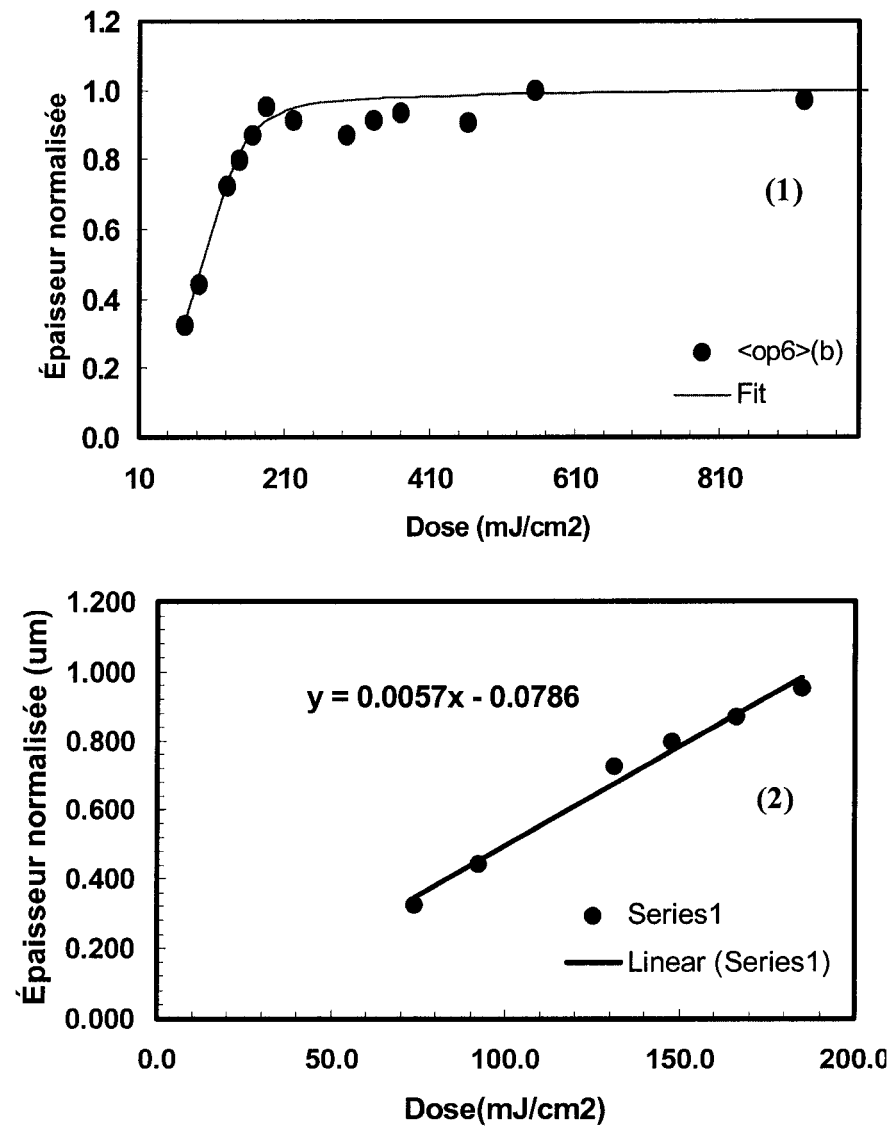 1.2
1.0
0.8
0.6
0.4
0.2
0.0
Épaisseur normalisée
(1)
<op6>(b)
Fit
10 210 410 610 810
Dose (mJ/cm2)
1.200
1.000
0.800
0.600
0.400
0.200
0.000
Épaisseur normalisée (um)
y = 0.0057x - 0.0786
(2)
Series1
Linear (Series1)
0.0 50.0 100.0 150.0 200.0
Dose(mJ/cm2)